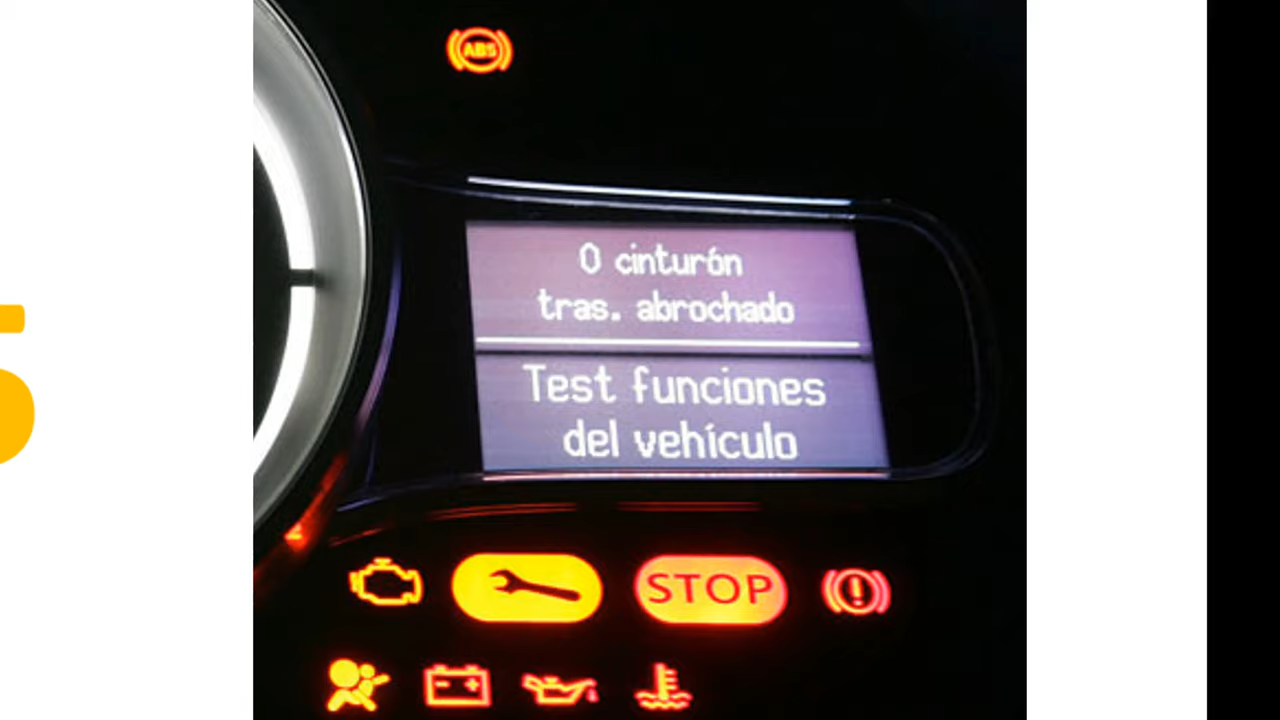 ABS
0 cinturón
tras. abrochado
Test funciones
del vehículo
STOP